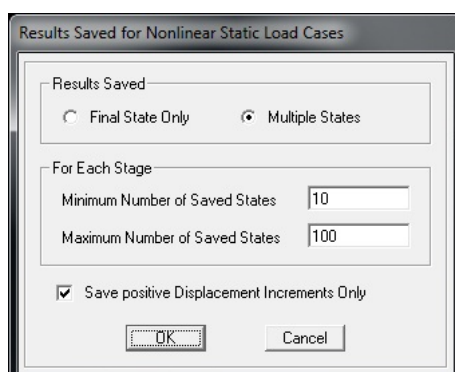 Results Saved for Nonlinear Static Load Cases
Results Saved
Final State Only Multiple States
For Each Stage
Minimum Number of Saved States 10
Maximum Number of Saved States 100
Save positive Displacement Increments Only
OK Cancel